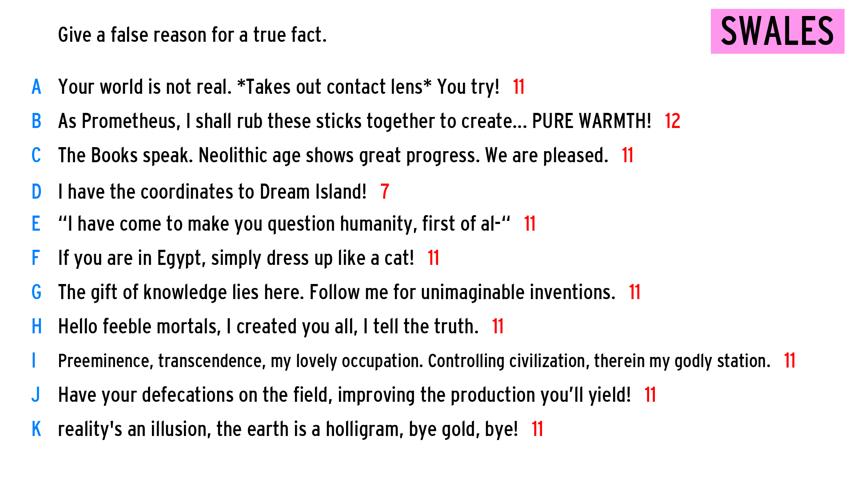 Give a false reason for a true fact.
SWALES
A Your world is not real. *Takes out contact lens* You try! 11
B As Prometheus, I shall rub these sticks together to create... PURE WARMTH! 12
C The Books speak. Neolithic age shows great progress. We are pleased. 11
D I have the coordinates to Dream Island! 7
E “I have come to make you question humanity, first of al-“ 11
F If you are in Egypt, simply dress up like a cat! 11
G The gift of knowledge lies here. Follow me for unimaginable inventions. 11
H Hello feeble mortals, I created you all, I tell the truth. 11
I Preeminence, transcendence, my lovely occupation. Controlling civilization, therein my godly station. 11
J Have your defecations on the field, improving the production you’ll yield! 11
K reality's an illusion, the earth is a holligram, bye gold, bye! 11